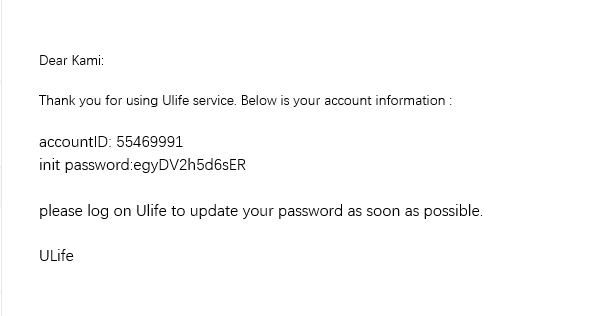 Dear Kami:
Thank you for using Ulife service. Below is your account information :
accountID: 55469991
init password:egyDV2h5d6sER
please log on Ulife to update your password as soon as possible.
ULife